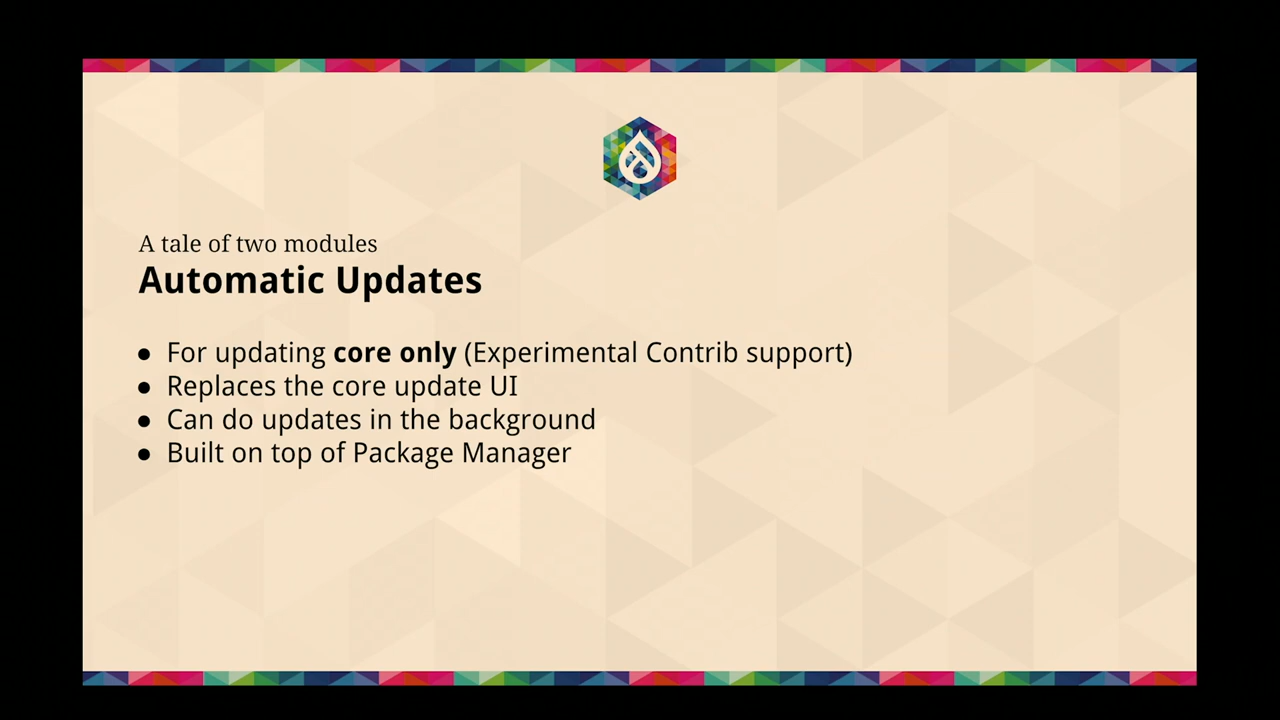 A tale of two modules
Automatic Updates
● For updating core only (Experimental Contrib support)
● Replaces the core update UI
● Can do updates in the background
● Built on top of Package Manager